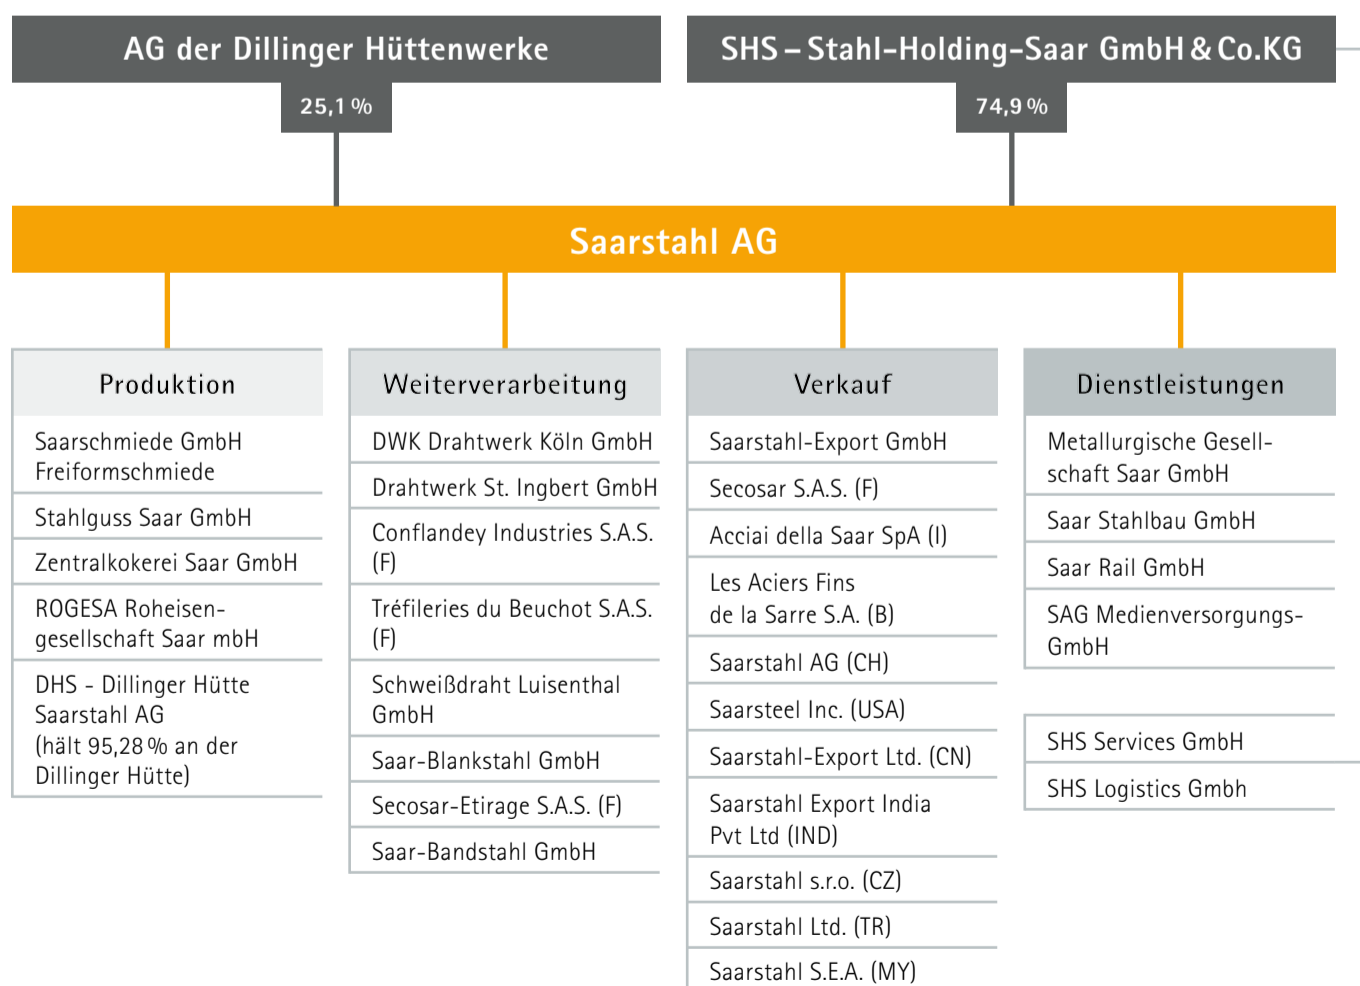 AG der Dillinger Hüttenwerke
25,1 %
SHS – Stahl-Holding-Saar GmbH & Co.KG
74,9 %
Saarstahl AG
Produktion
Saarschmiede GmbH
Freiformschmiede
Stahlguss Saar GmbH
Zentralkokerei Saar GmbH
ROGESA Roheisen-
gesellschaft Saar mbH
DHS - Dillinger Hütte
Saarstahl AG
(hält 95,28 % an der
Dillinger Hütte)
Weiterverarbeitung
DWK Drahtwerk Köln GmbH
Drahtwerk St. Ingbert GmbH
Conflandey Industries S.A.S.
(F)
Tréfileries du Beuchot S.A.S.
(F)
Schweißdraht Luisenthal
GmbH
Saar-Blankstahl GmbH
Secosar-Etirage S.A.S. (F)
Saar-Bandstahl GmbH
Verkauf
Saarstahl-Export GmbH
Secosar S.A.S. (F)
Acciai della Saar SpA (I)
Les Aciers Fins
de la Sarre S.A. (B)
Saarstahl AG (CH)
Saarsteel Inc. (USA)
Saarstahl-Export Ltd. (CN)
Saarstahl Export India
Pvt Ltd (IND)
Saarstahl s.r.o. (CZ)
Saarstahl Ltd. (TR)
Saarstahl S.E.A. (MY)
Dienstleistungen
Metallurgische Gesell-
schaft Saar GmbH
Saar Stahlbau GmbH
Saar Rail GmbH
SAG Medienversorgungs-
GmbH
SHS Services GmbH
SHS Logistics Gmbh